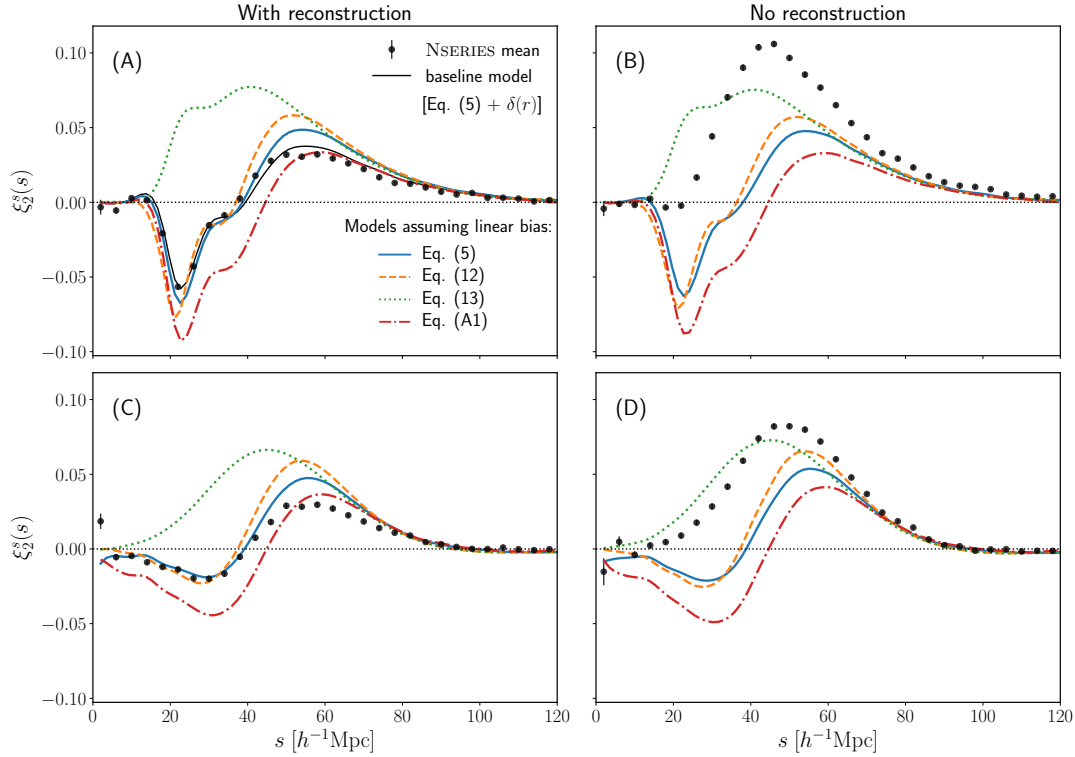 With reconstruction
No reconstruction
(A)
NSERIES mean
baseline model
[Eq. (5) + δ(r)]
Models assuming linear bias:
Eq. (5)
Eq. (12)
Eq. (13)
Eq. (A1)
ξ₂ˢ(s)
0.10
0.05
0.00
−0.05
−0.10
(B)
(C)
ξ₂ˢ(s)
0.10
0.05
0.00
−0.05
−0.10
0 20 40 60 80 100 120
s [h⁻¹Mpc]
(D)
0 20 40 60 80 100 120
s [h⁻¹Mpc]